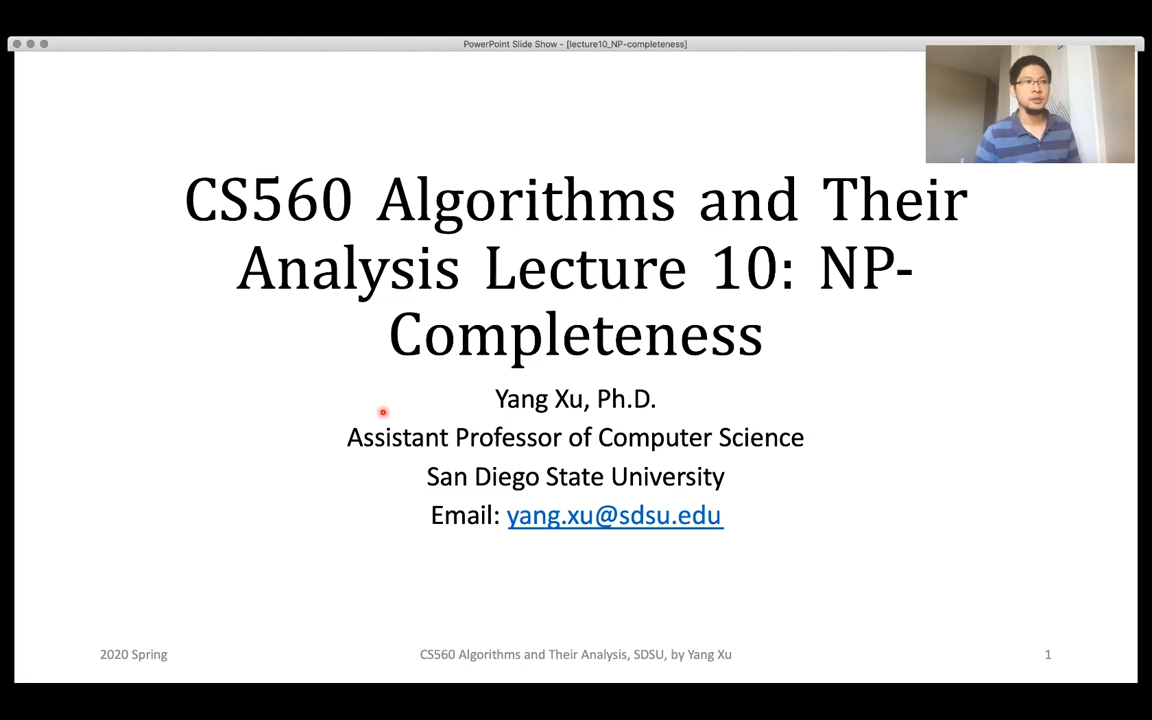 PowerPoint Slide Show - [lecture10_NP-completeness]
CS560 Algorithms and Their
Analysis Lecture 10: NP-
Completeness
Yang Xu, Ph.D.
Assistant Professor of Computer Science
San Diego State University
Email: yang.xu@sdsu.edu
2020 Spring
CS560 Algorithms and Their Analysis, SDSU, by Yang Xu
1